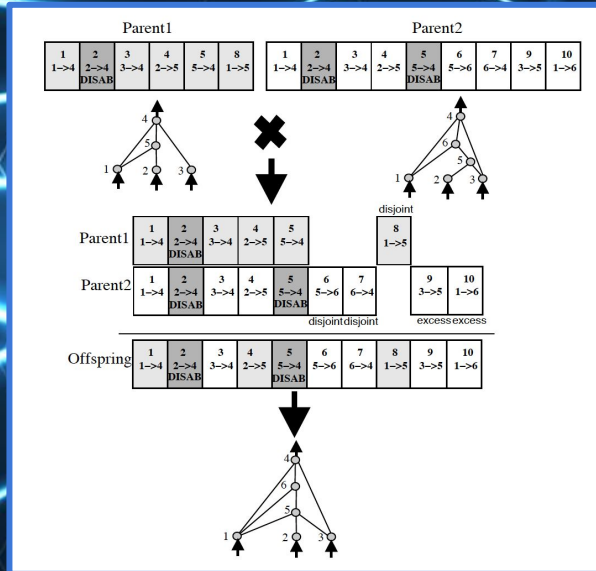 Parent1 Parent2
1 2 3 4 5 8 1 2 3 4 5 6 7 9 10
1->4 2->4 3->4 2->5 5->4 1->5 1->4 2->4 3->4 2->5 5->4 5->6 6->4 3->5 1->6
DISAB DISAB DISAB
4 4
5 6
5
1 2 3 1 2 3
disjoint
Parent1 1 2 3 4 5 8
1->4 2->4 3->4 2->5 5->4 1->5
DISAB
Parent2 1 2 3 4 5 6 7 9 10
1->4 2->4 3->4 2->5 5->4 5->6 6->4 3->5 1->6
DISAB DISAB
disjoint disjoint excess excess
Offspring 1 2 3 4 5 6 7 8 9 10
1->4 2->4 3->4 2->5 5->4 5->6 6->4 1->5 3->5 1->6
DISAB DISAB
4
6
5
1 2 3